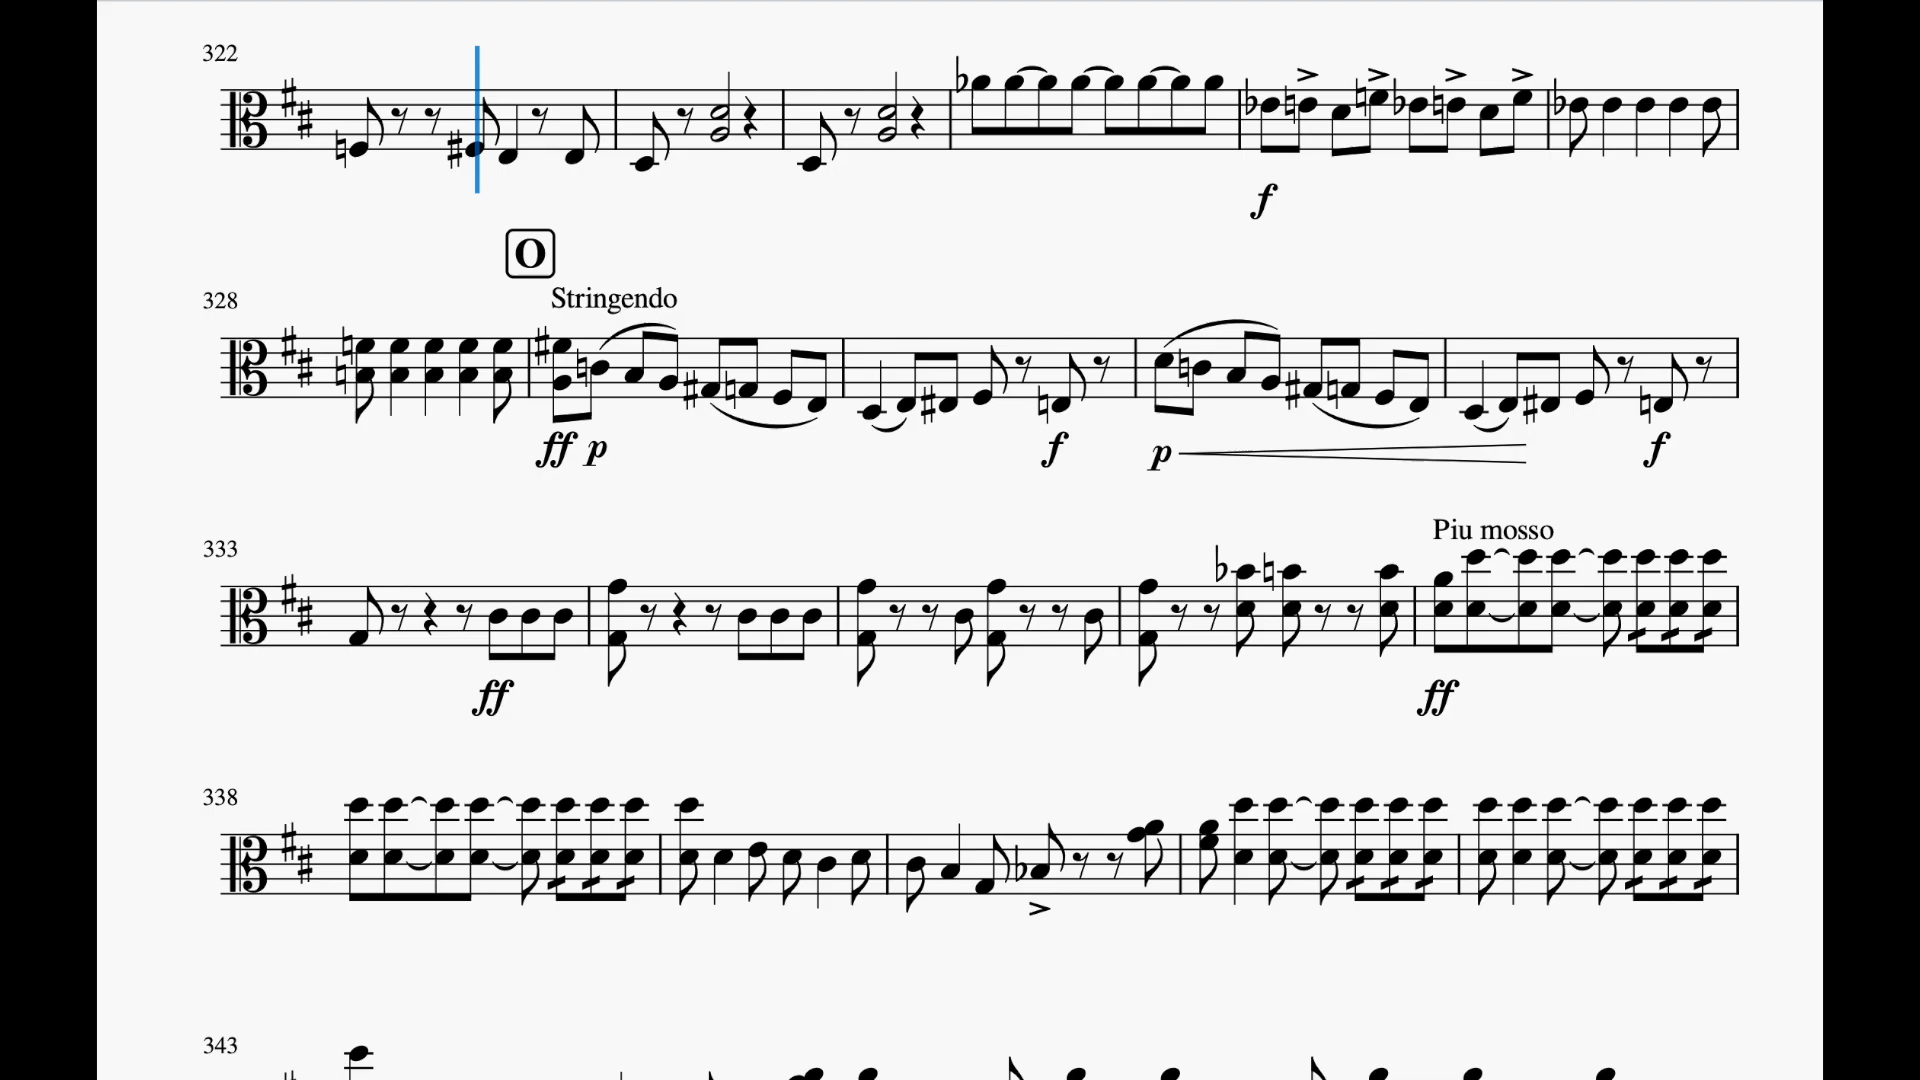 322
f
O
328
Stringendo
ff p f p f
333
Piu mosso
ff ff
338
343